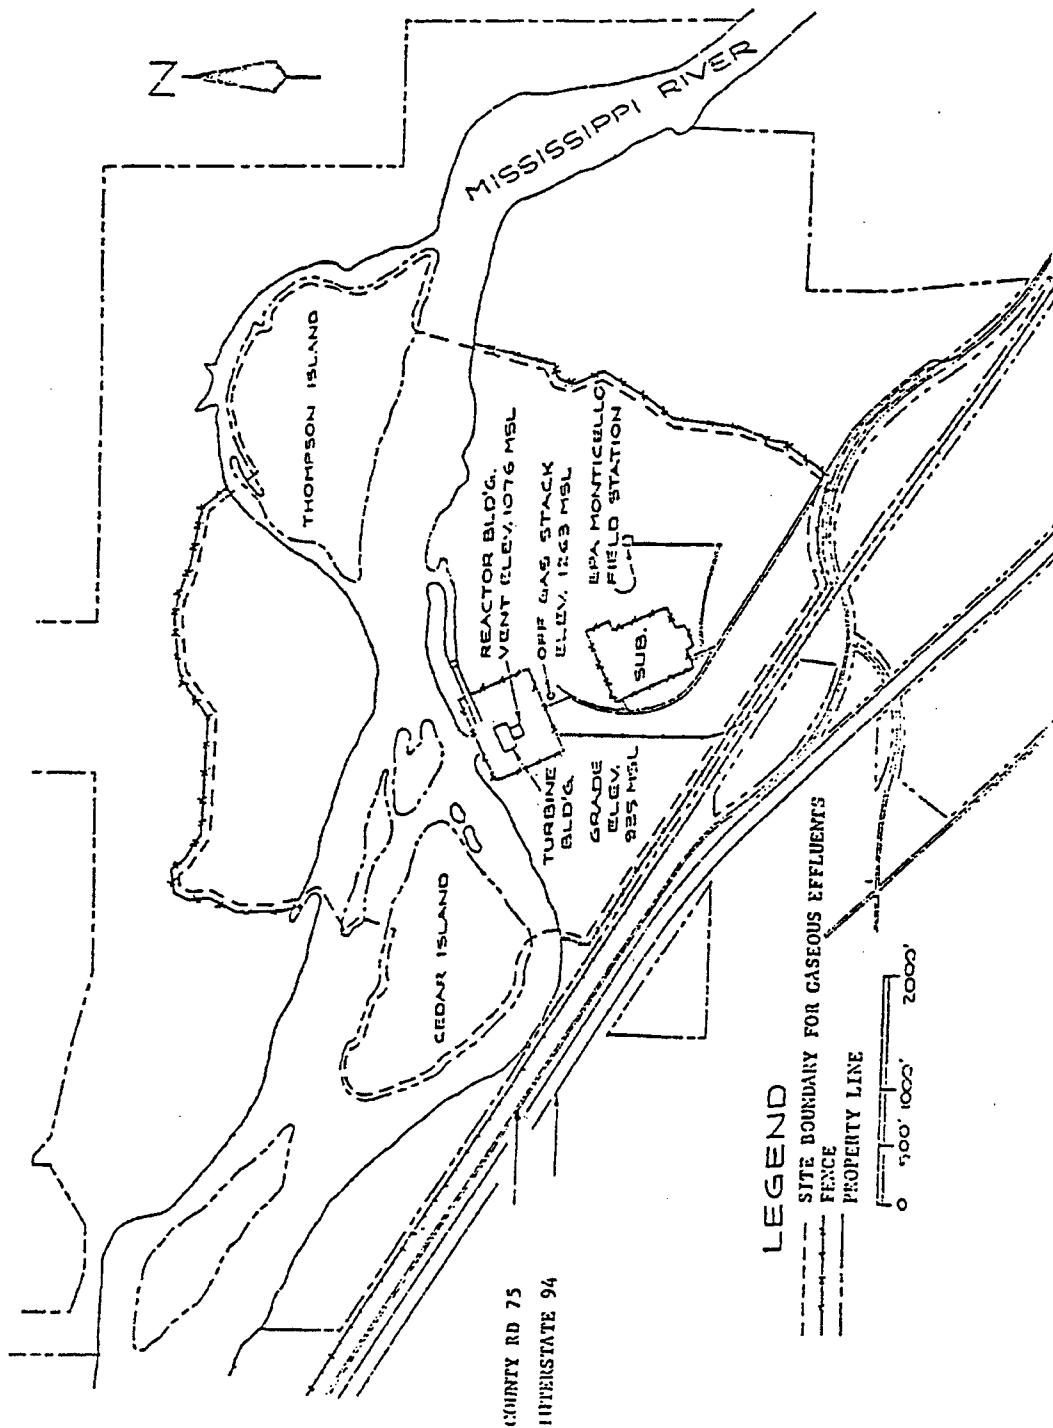 N
MISSISSIPPI RIVER
THOMPSON ISLAND
REACTOR BLD'G.
VENT ELEV. 1076 MSL
OFF GAS STACK
ELEV. 1263 MSL
EPA MONTICELLO
FIELD STATION
SUB.
TURBINE
BLD'G.
GRADE
ELEV.
935 MSL
CEDAR ISLAND
COUNTY RD 75
INTERSTATE 94
LEGEND
SITE BOUNDARY FOR GASEOUS EFFLUENTS
FENCE
PROPERTY LINE
0 500' 1000' 2000'